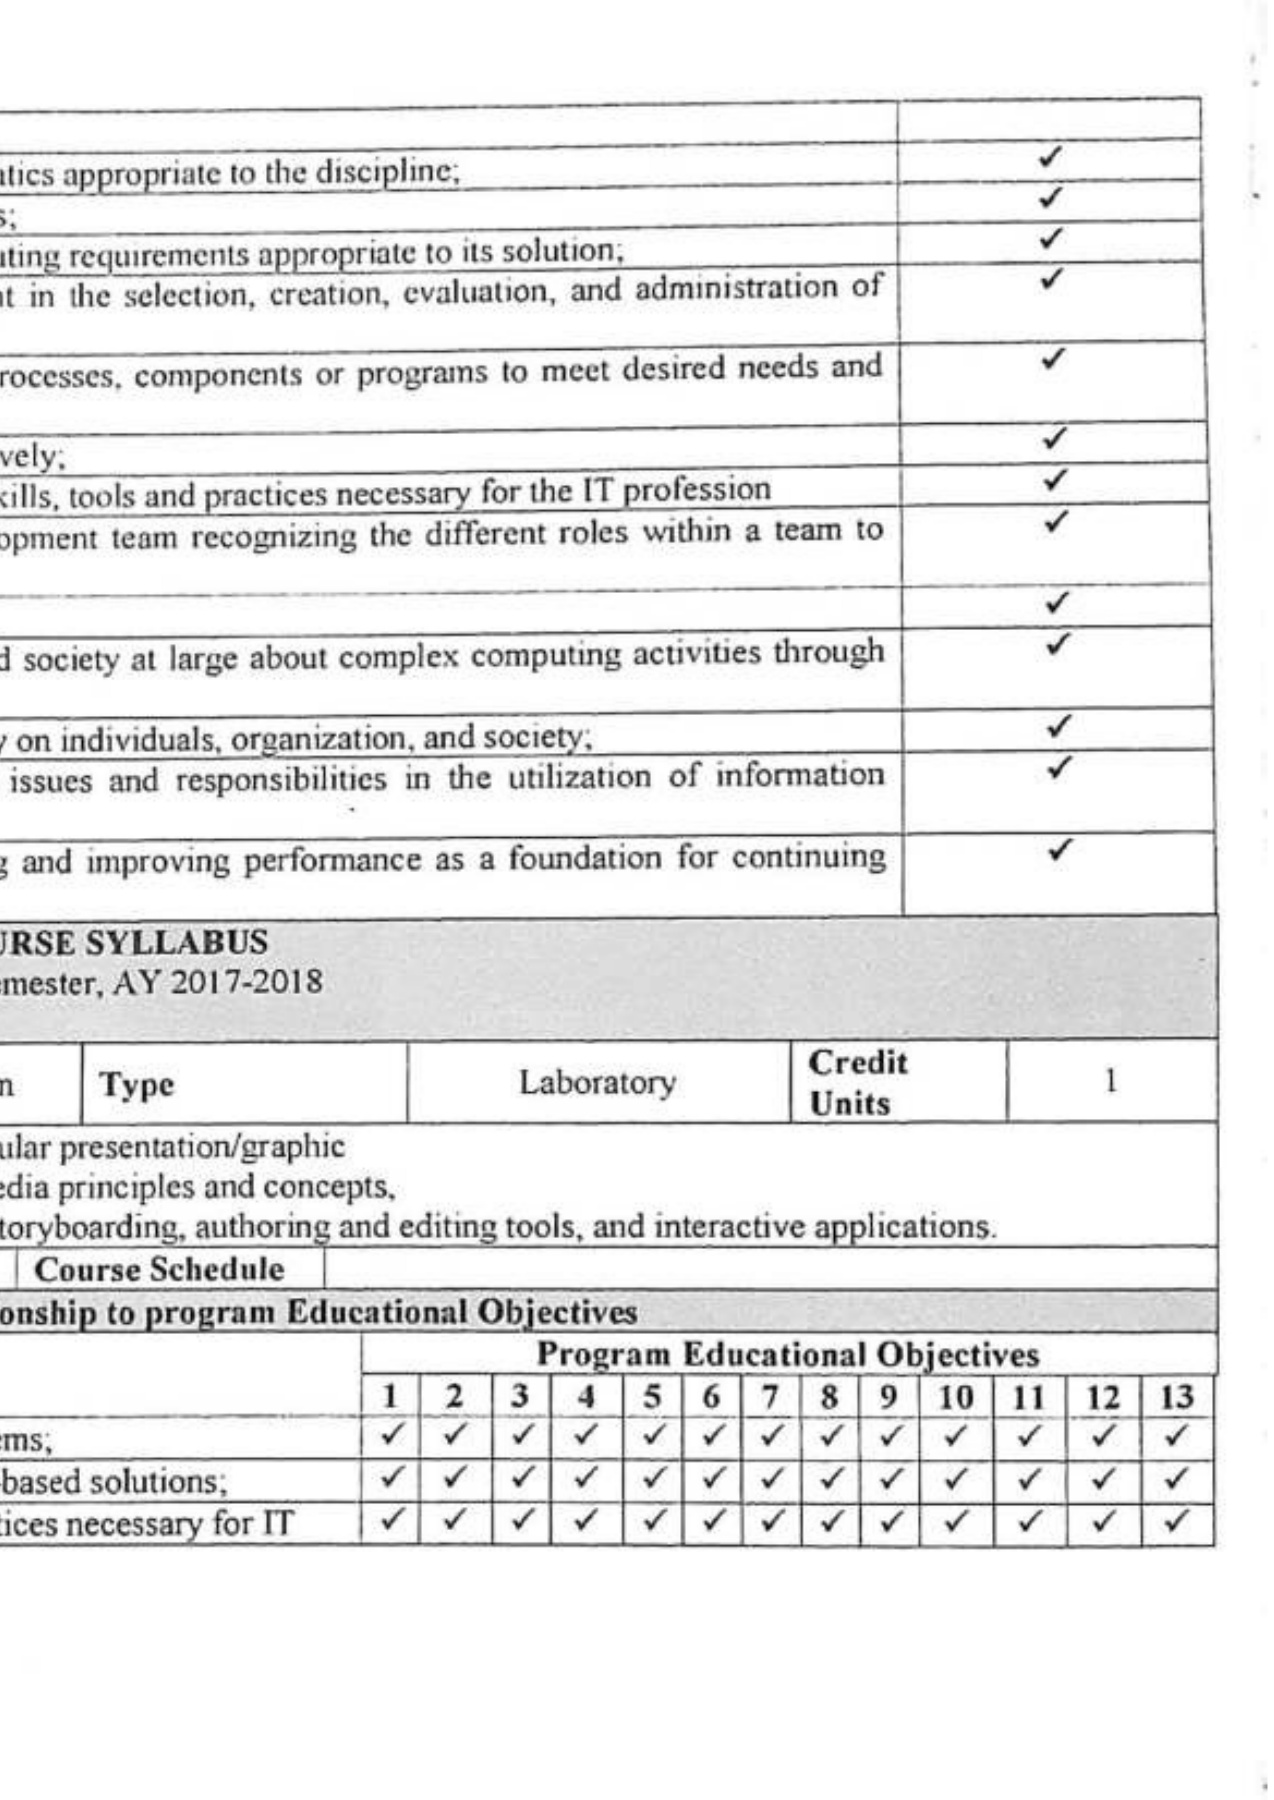 atics appropriate to the discipline; ✓
s; ✓
uting requirements appropriate to its solution; ✓
nt in the selection, creation, evaluation, and administration of ✓
rocesses, components or programs to meet desired needs and ✓
vely; ✓
kills, tools and practices necessary for the IT profession ✓
opment team recognizing the different roles within a team to ✓
✓
d society at large about complex computing activities through ✓
y on individuals, organization, and society; ✓
issues and responsibilities in the utilization of information ✓
g and improving performance as a foundation for continuing ✓
URSE SYLLABUS
emester, AY 2017-2018
n Type Laboratory Credit Units 1
ular presentation/graphic
edia principles and concepts,
toryboarding, authoring and editing tools, and interactive applications.
Course Schedule
onship to program Educational Objectives
Program Educational Objectives
1 2 3 4 5 6 7 8 9 10 11 12 13
ems; ✓ ✓ ✓ ✓ ✓ ✓ ✓ ✓ ✓ ✓ ✓ ✓ ✓
-based solutions; ✓ ✓ ✓ ✓ ✓ ✓ ✓ ✓ ✓ ✓ ✓ ✓ ✓
tices necessary for IT ✓ ✓ ✓ ✓ ✓ ✓ ✓ ✓ ✓ ✓ ✓ ✓ ✓